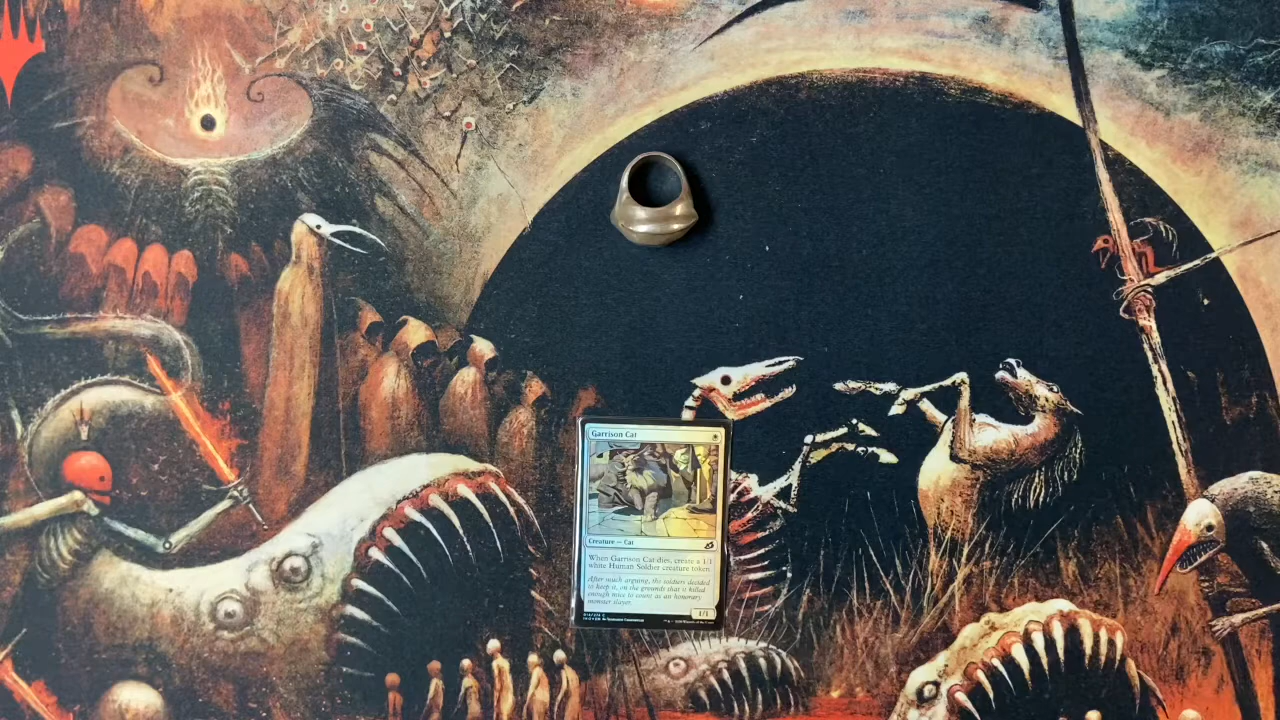 Garrison Cat
Creature — Cat
When Garrison Cat dies, create a 1/1
white Human Soldier creature token.
After much arguing, the soldiers decided
to keep it, on the grounds that it killed
enough mice to count as an honorary
monster slayer.
1/1